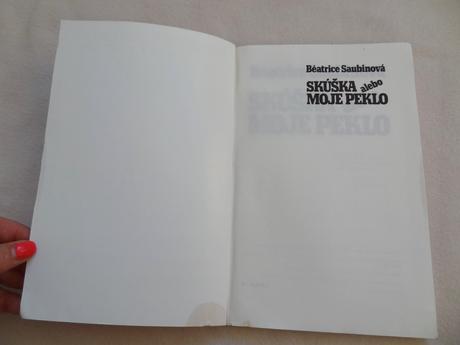 Béatrice Saubinová
SKÚŠKA alebo
MOJE PEKLO